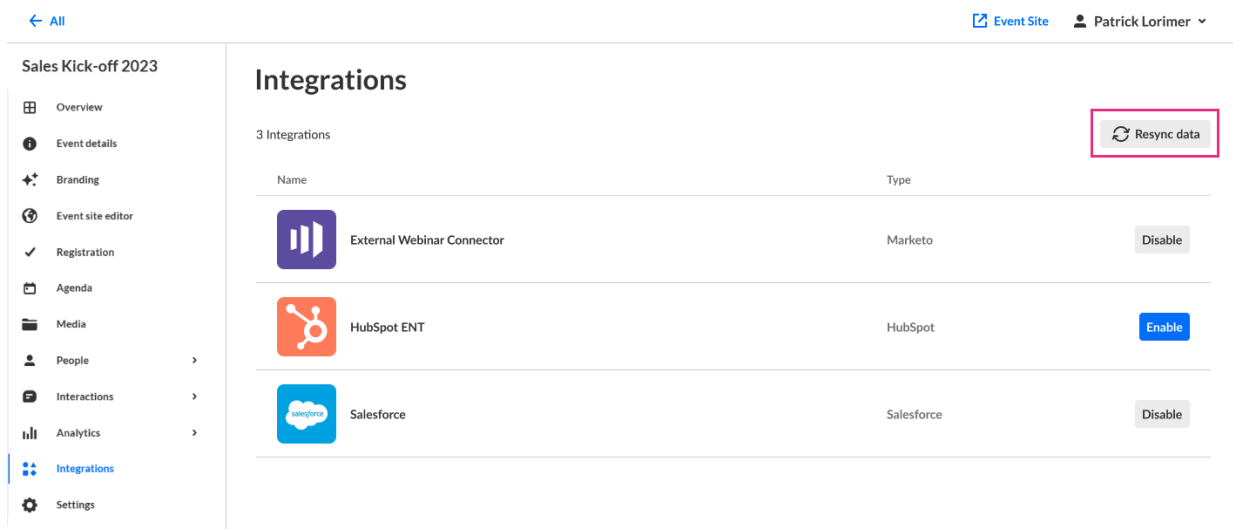 All
Event Site
Patrick Lorimer
Sales Kick-off 2023
Overview
Event details
Branding
Event site editor
Registration
Agenda
Media
People
Interactions
Analytics
Integrations
Settings
Integrations
3 Integrations
Resync data
Name Type
External Webinar Connector Marketo Disable
HubSpot ENT HubSpot Enable
salesforce
Salesforce Salesforce Disable